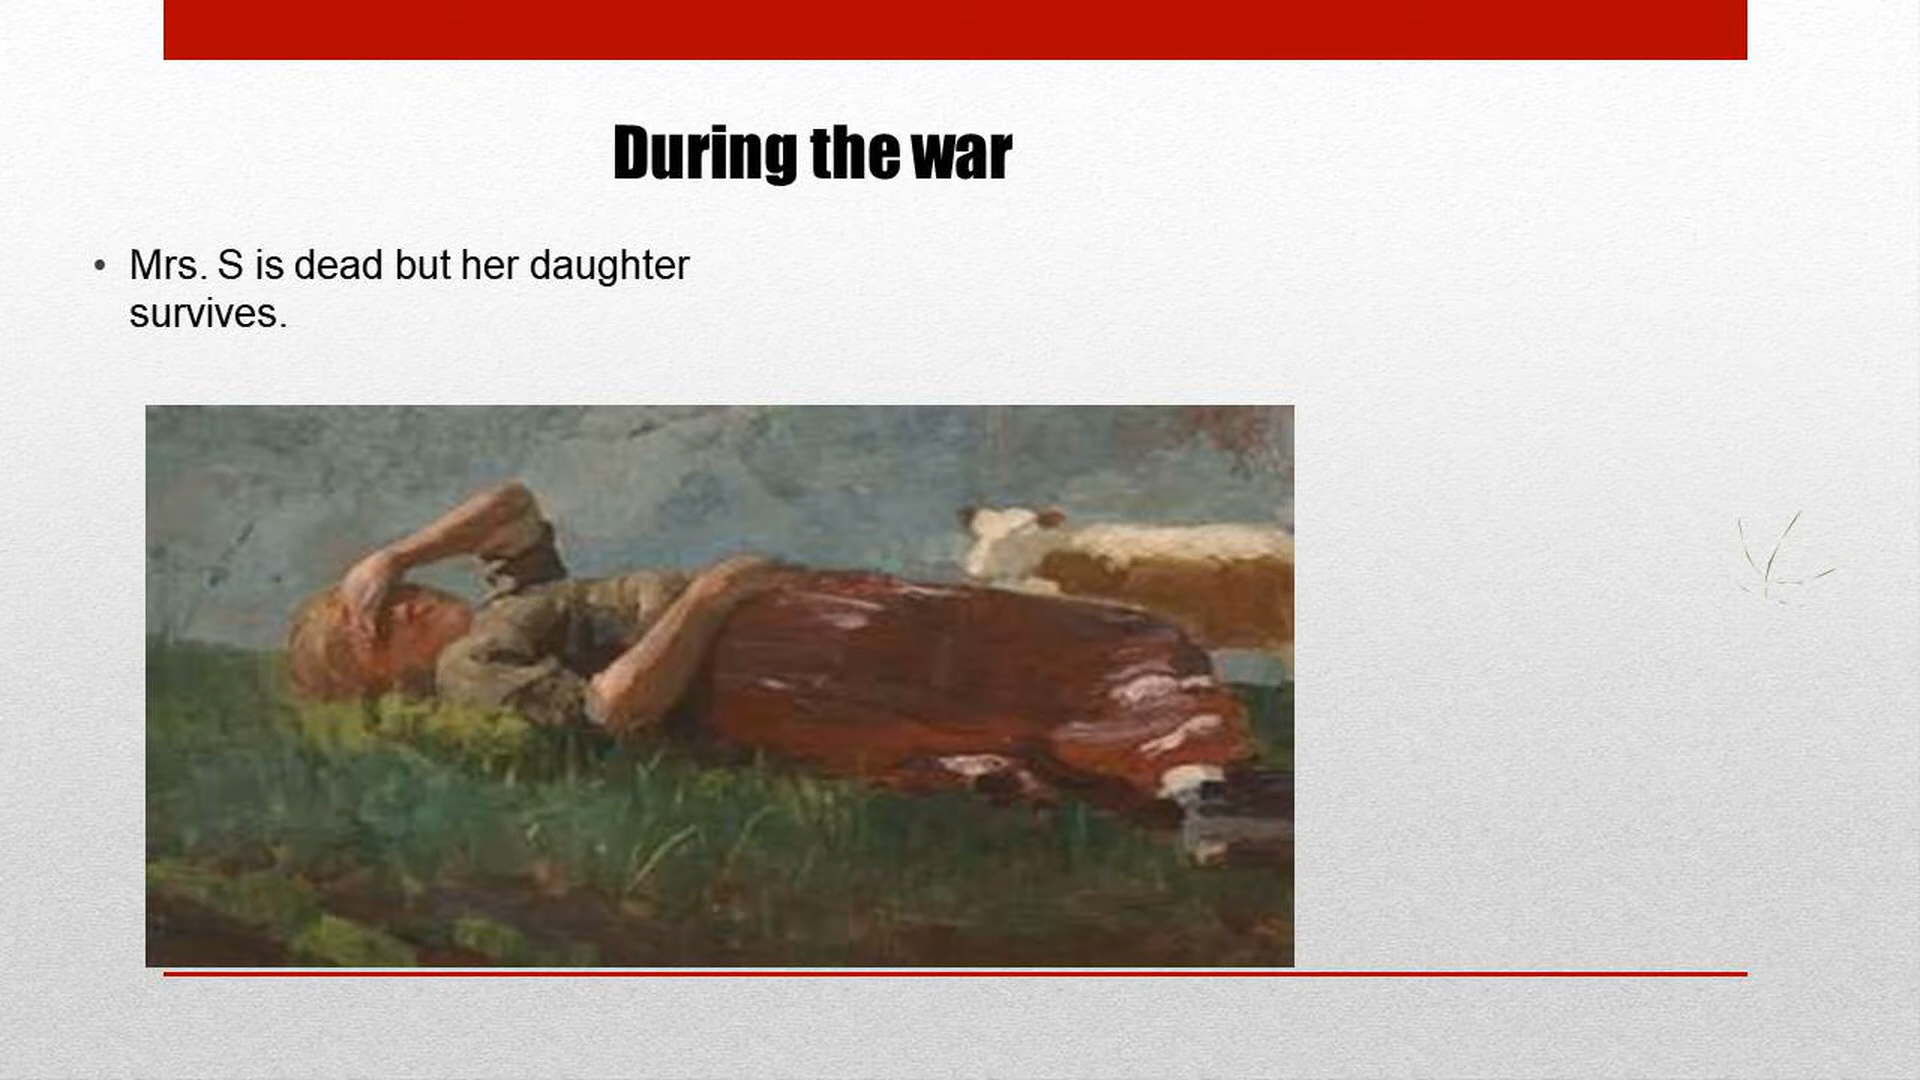 During the war
• Mrs. S is dead but her daughter
survives.